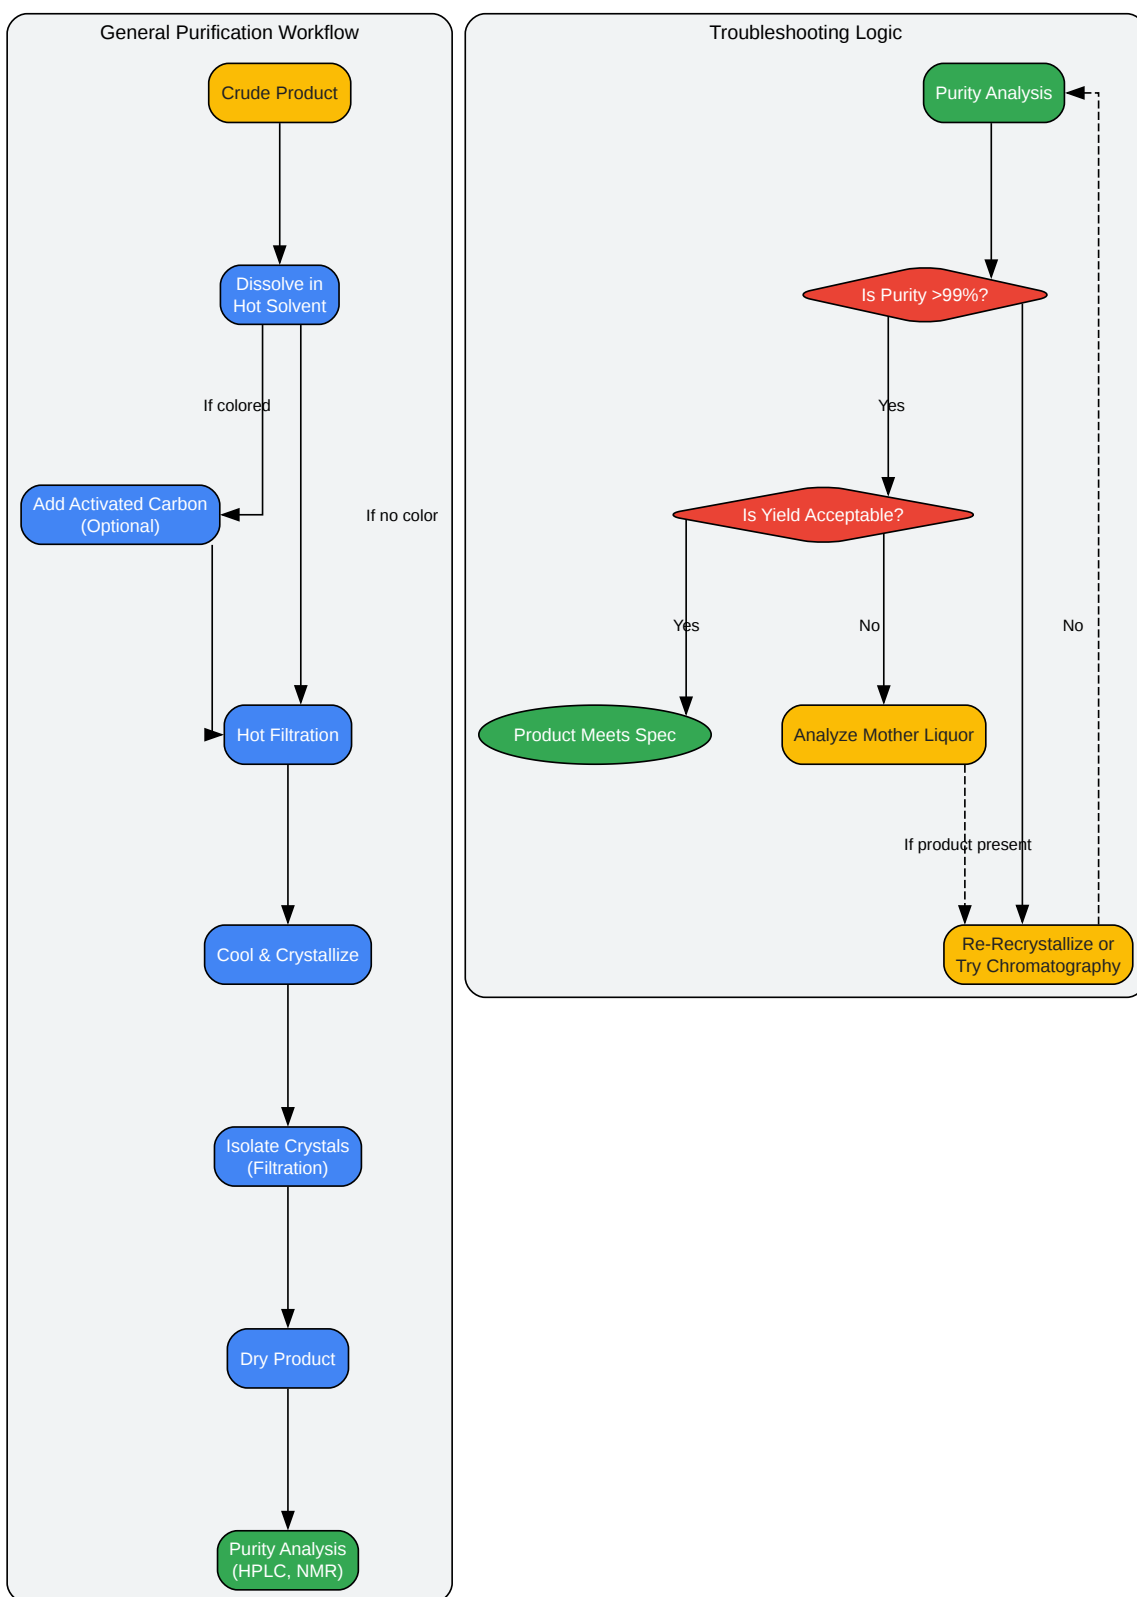 General Purification Workflow
Crude Product
Dissolve in
Hot Solvent
If colored
Add Activated Carbon
(Optional)
If no color
Hot Filtration
Cool & Crystallize
Isolate Crystals
(Filtration)
Dry Product
Purity Analysis
(HPLC, NMR)
Troubleshooting Logic
Purity Analysis
Is Purity >99%?
Yes
Is Yield Acceptable?
Yes
No
No
Product Meets Spec
Analyze Mother Liquor
If product present
Re-Recrystallize or
Try Chromatography